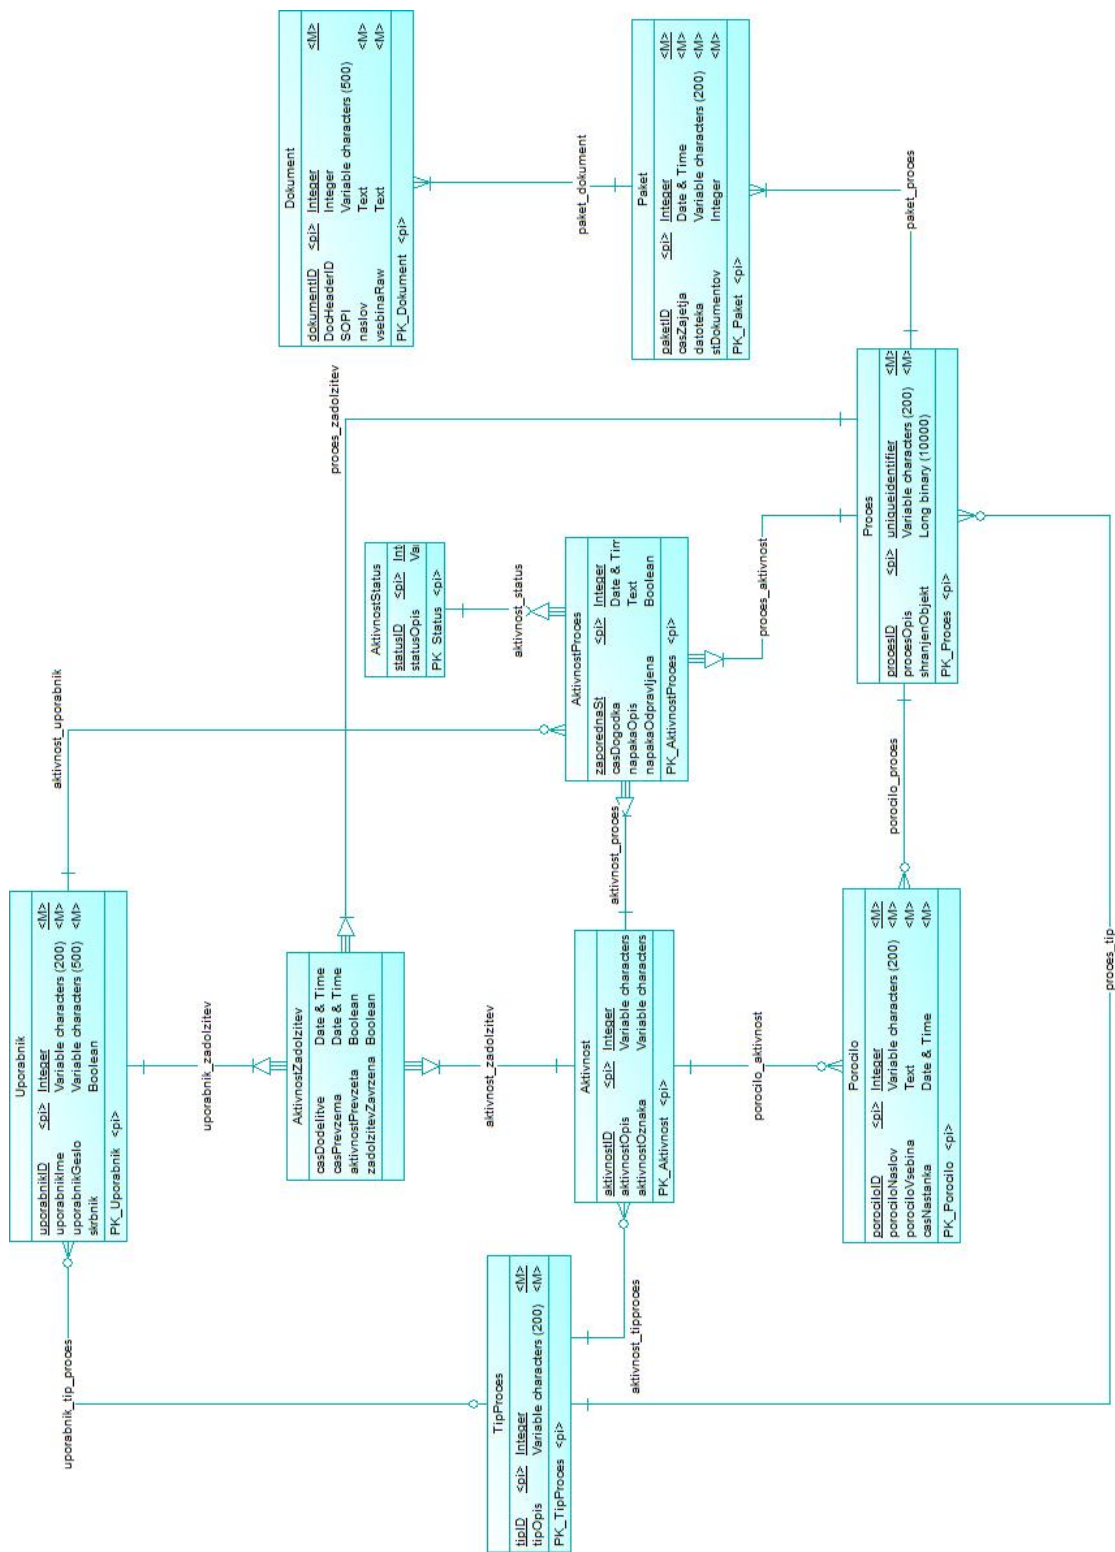 uporabnik_tip_proces
Uporabnik
uporabnikID <pi> Integer <M>
uporabnikIme Variable characters (200) <M>
uporabnikGeslo Variable characters (500) <M>
skrbnik Boolean
PK_Uporabnik <pi>
aktivnost_uporabnik
uporabnik_zadolzitev
Dokument
dokumentID <pi> Integer <M>
DocHeaderID Integer
SOPI Variable characters (500)
naslov Text <M>
vsebinaRaw Text <M>
PK_Dokument <pi>
AktivnostZadolzitev
casDodelitve Date & Time
casPrevzema Date & Time
aktivnostPrevzeta Boolean
zadolzitevZavrzena Boolean
proces_zadolzitev
AktivnostStatus
statusID <pi> Int
statusOpis Va
PK_Status <pi>
aktivnost_zadolzitev
aktivnost_status
paket_dokument
TipProces
tipID <pi> Integer <M>
tipOpis Variable characters (200) <M>
PK_TipProces <pi>
Aktivnost
aktivnostID <pi> Integer
aktivnostOpis Variable characters
aktivnostOznaka Variable characters
PK_Aktivnost <pi>
aktivnost_proces
AktivnostProces
zaporednaSt <pi> Integer
casDogodka Date & Tim
napakaOpis Text
napakaOdpravljena Boolean
PK_AktivnostProces <pi>
Paket
paketID <pi> Integer <M>
casZajetja Date & Time <M>
datoteka Variable characters (200) <M>
stDokumentov Integer <M>
PK_Paket <pi>
aktivnost_tipproces
porocilo_aktivnost
proces_aktivnost
Porocilo
porociloID <pi> Integer <M>
porociloNaslov Variable characters (200) <M>
porociloVsebina Text <M>
casNastanka Date & Time <M>
PK_Porocilo <pi>
porocilo_proces
Proces
procesID <pi> uniqueidentifier <M>
procesOpis Variable characters (200) <M>
shranjenObjekt Long binary (10000)
PK_Proces <pi>
paket_proces
proces_tip